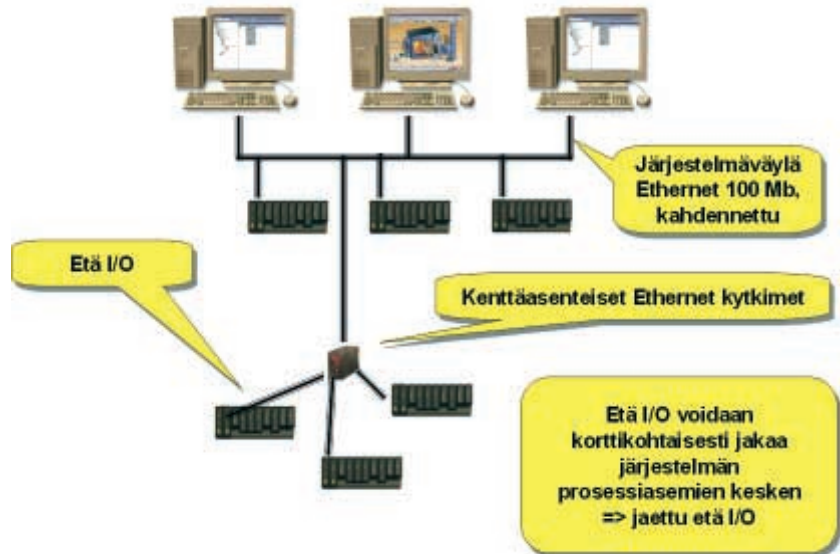 Järjestelmäväylä
Ethernet 100 Mb,
kahdennettu
Etä I/O
Kenttäasenteiset Ethernet kytkimet
Etä I/O voidaan
korttikohtaisesti jakaa
järjestelmän
prosessiasemien kesken
=> jaettu etä I/O